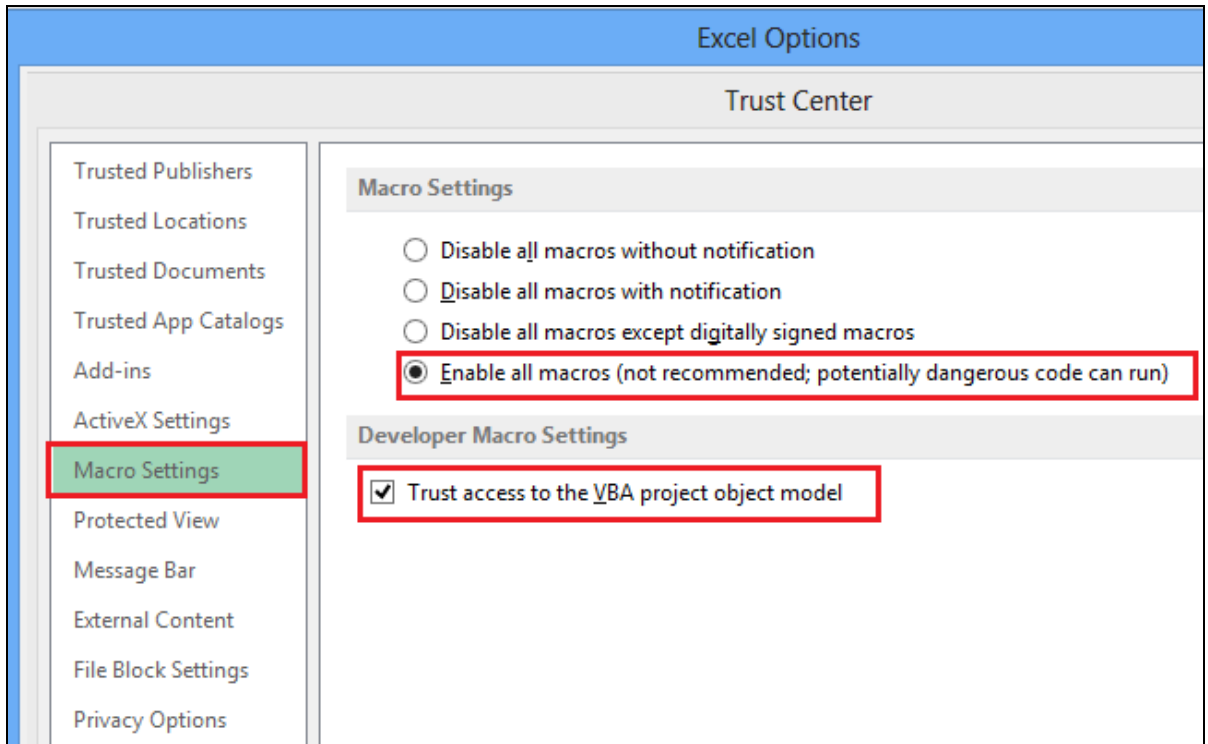 Excel Options
Trust Center
Trusted Publishers
Trusted Locations
Trusted Documents
Trusted App Catalogs
Add-ins
ActiveX Settings
Macro Settings
Protected View
Message Bar
External Content
File Block Settings
Privacy Options
Macro Settings
Disable all macros without notification
Disable all macros with notification
Disable all macros except digitally signed macros
Enable all macros (not recommended; potentially dangerous code can run)
Developer Macro Settings
Trust access to the VBA project object model